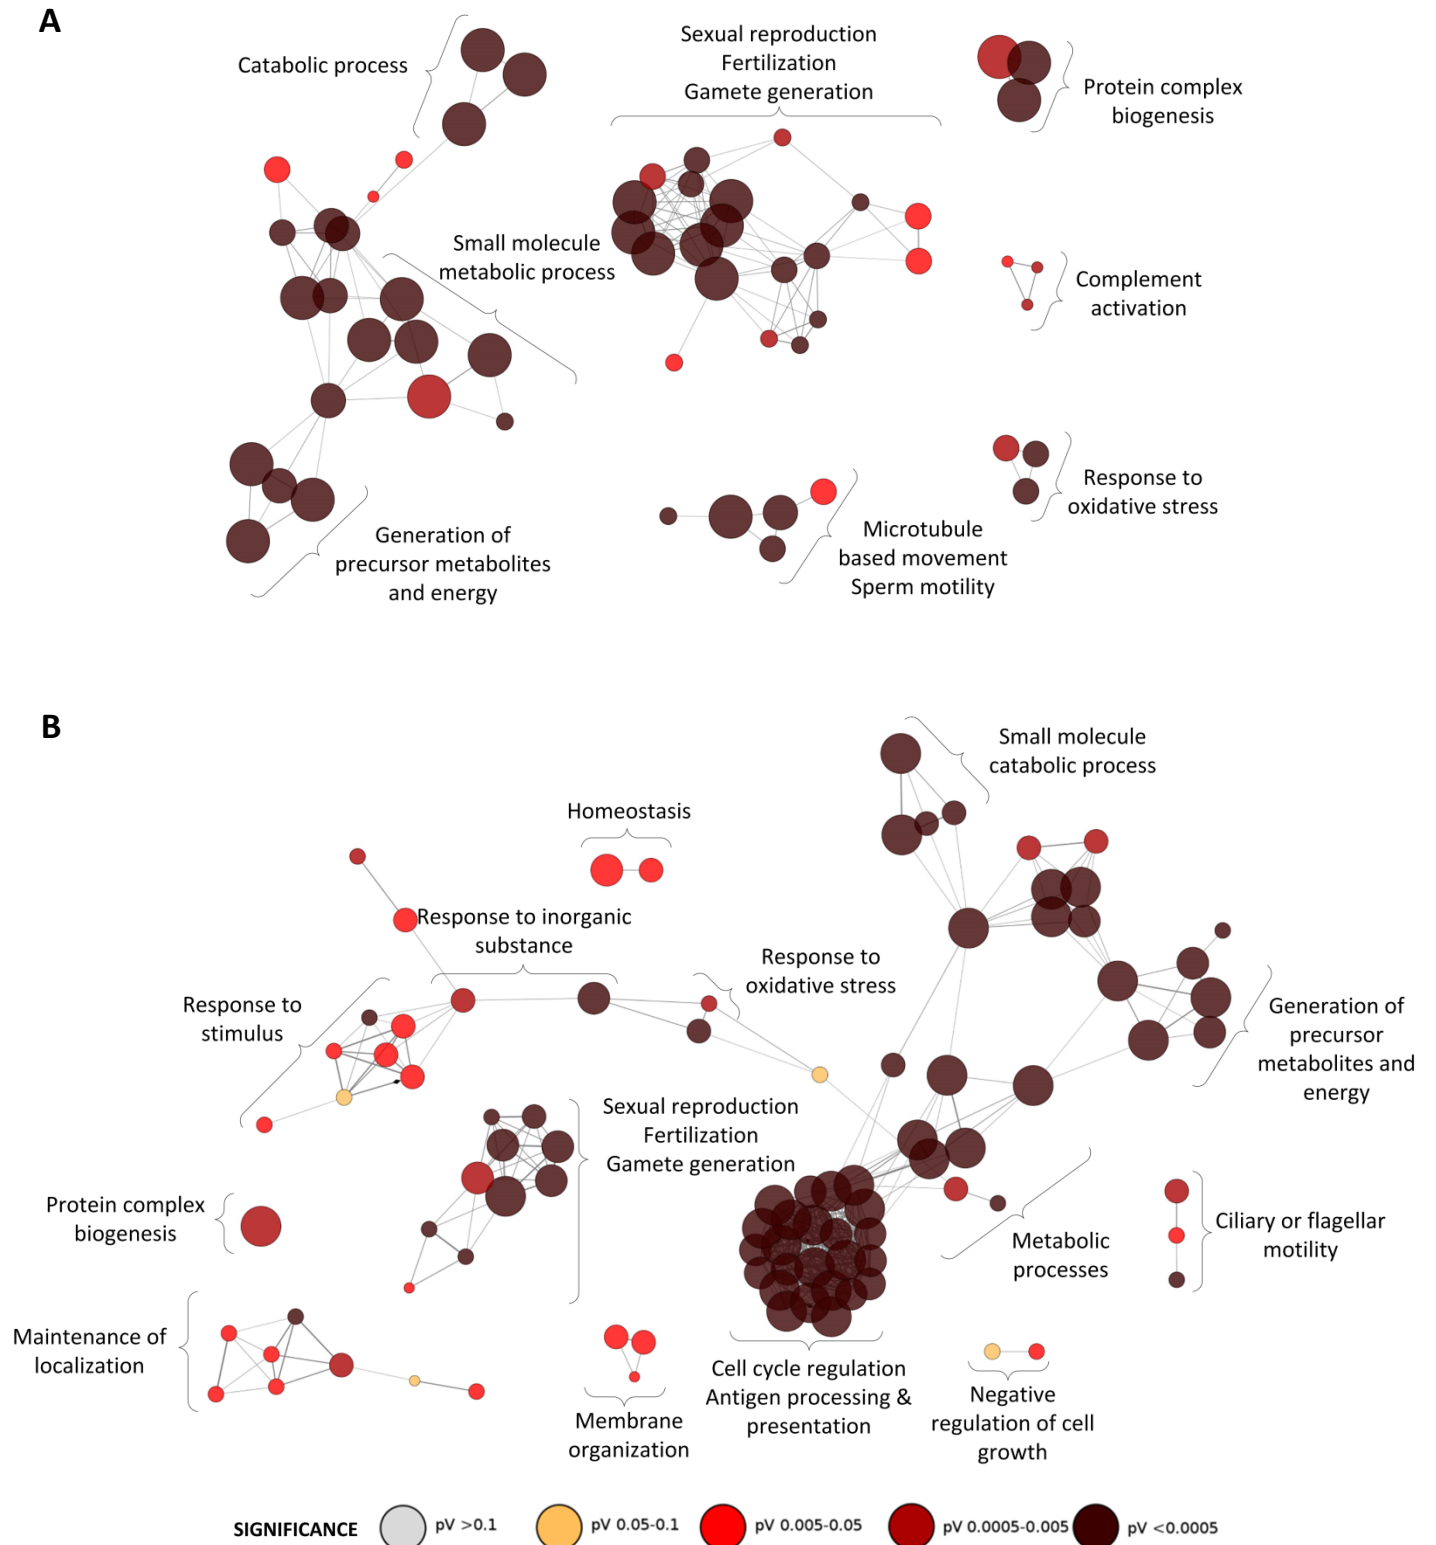 A
Catabolic process
Sexual reproduction
Fertilization
Gamete generation
Protein complex
biogenesis
Small molecule
metabolic process
Complement
activation
Response to
oxidative stress
Generation of
precursor metabolites
and energy
Microtubule
based movement
Sperm motility
B
Small molecule
catabolic process
Homeostasis
Response to inorganic
substance
Response to
oxidative stress
Response to
stimulus
Generation of
precursor
metabolites and
energy
Sexual reproduction
Fertilization
Gamete generation
Protein complex
biogenesis
Ciliary or flagellar
motility
Metabolic
processes
Maintenance of
localization
Cell cycle regulation
Antigen processing &
presentation
Membrane
organization
Negative
regulation of cell
growth
SIGNIFICANCE pV >0.1 pV 0.05-0.1 pV 0.005-0.05 pV 0.0005-0.005 pV <0.0005